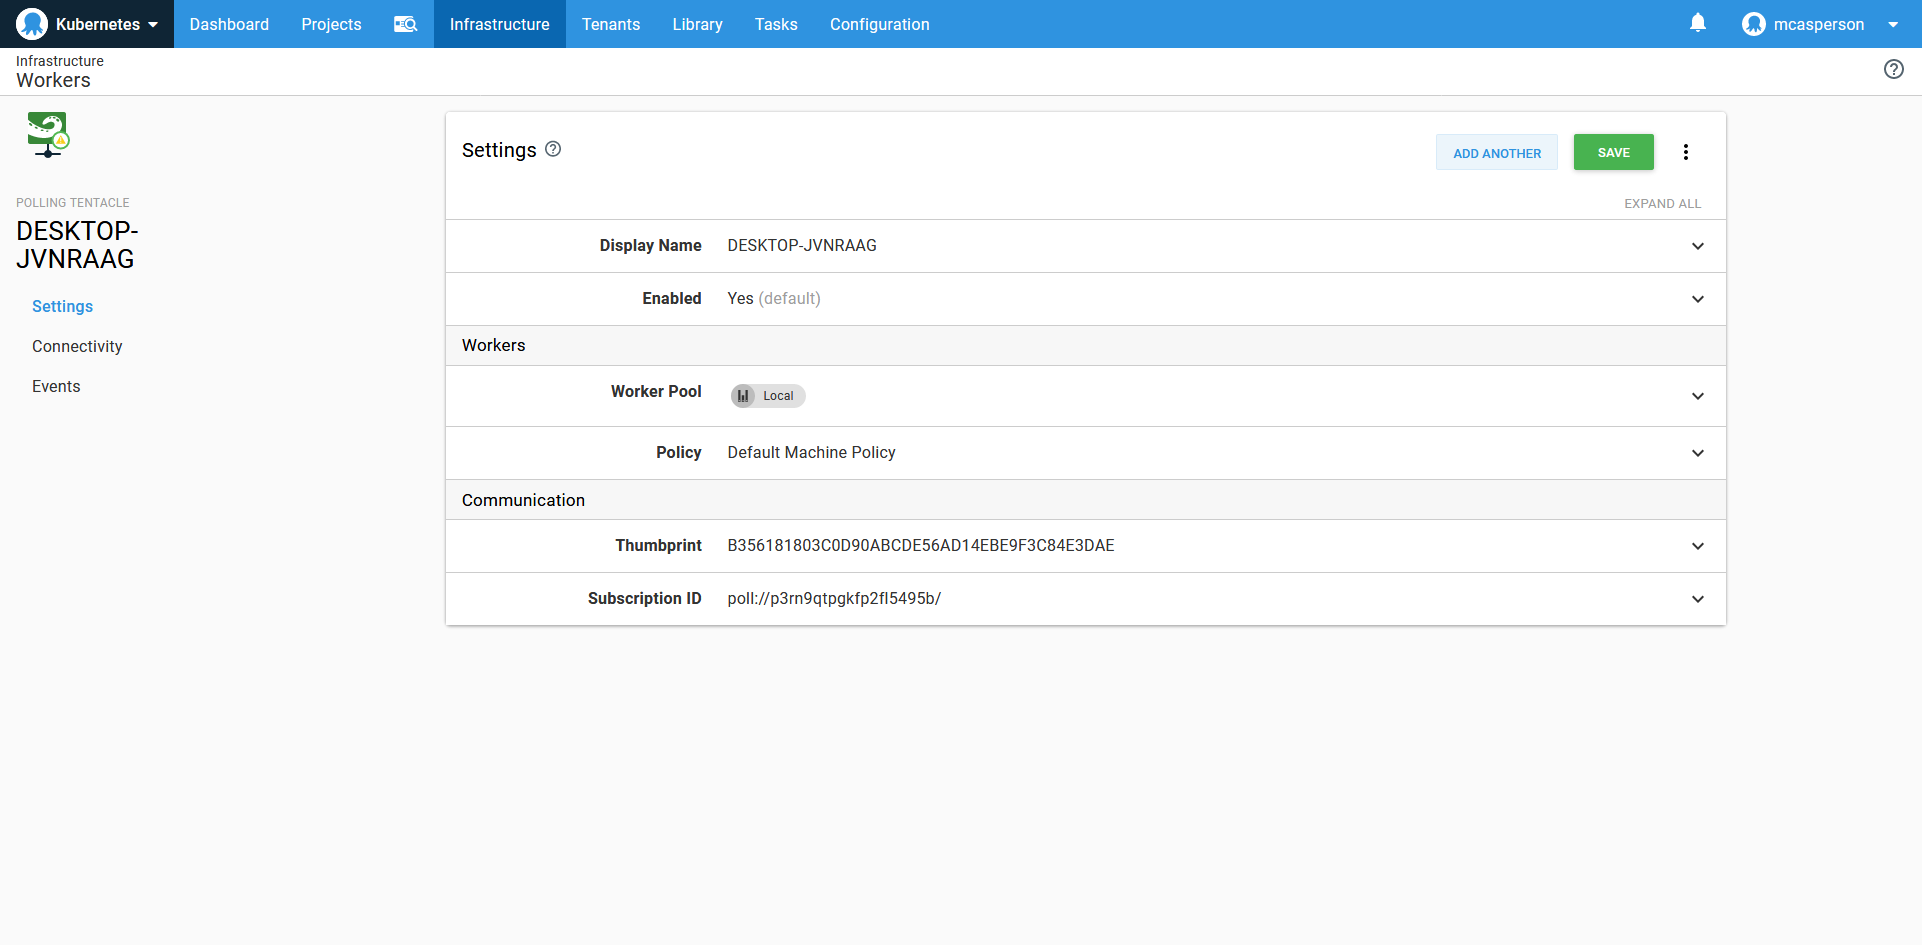 Kubernetes Dashboard Projects Infrastructure Tenants Library Tasks Configuration mcasperson
Infrastructure
Workers
POLLING TENTACLE
DESKTOP-
JVNRAAG
Settings
Connectivity
Events
Settings ADD ANOTHER SAVE
EXPAND ALL
Display Name DESKTOP-JVNRAAG
Enabled Yes (default)
Workers
Worker Pool Local
Policy Default Machine Policy
Communication
Thumbprint B356181803C0D90ABCDE56AD14EBE9F3C84E3DAE
Subscription ID poll://p3rn9qtpgkfp2fl5495b/